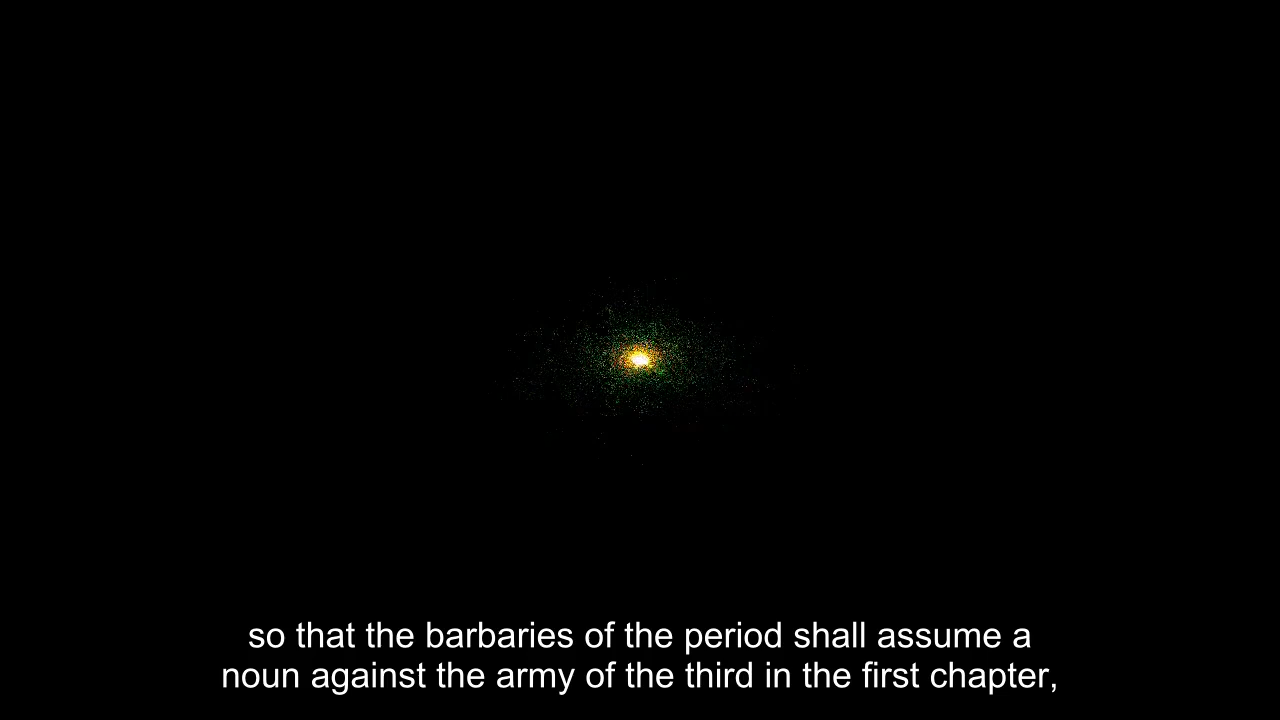 so that the barbaries of the period shall assume a
noun against the army of the third in the first chapter,